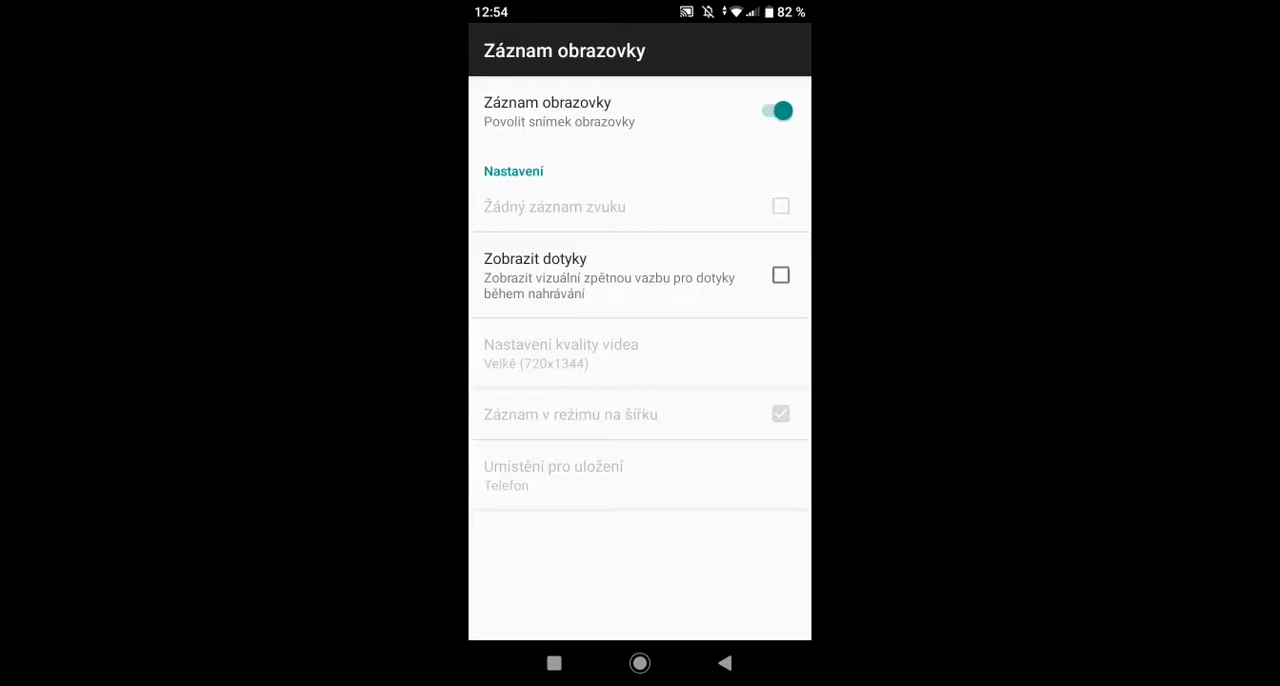 12:54
82 %
Záznam obrazovky
Záznam obrazovky
Povolit snímek obrazovky
Nastavení
Žádný záznam zvuku
Zobrazit dotyky
Zobrazit vizuální zpětnou vazbu pro dotyky
během nahrávání
Nastavení kvality videa
Velké (720x1344)
Záznam v režimu na šířku
Umístění pro uložení
Telefon